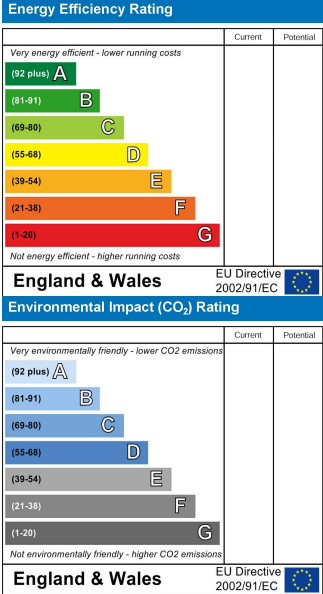 Energy Efficiency Rating
Current Potential
Very energy efficient - lower running costs
(92 plus) A
(81-91) B
(69-80) C
(55-68) D
(39-54) E
(21-38) F
(1-20) G
Not energy efficient - higher running costs
England & Wales
EU Directive
2002/91/EC
Environmental Impact (CO₂) Rating
Current Potential
Very environmentally friendly - lower CO2 emissions
(92 plus) A
(81-91) B
(69-80) C
(55-68) D
(39-54) E
(21-38) F
(1-20) G
Not environmentally friendly - higher CO2 emissions
England & Wales
EU Directive
2002/91/EC